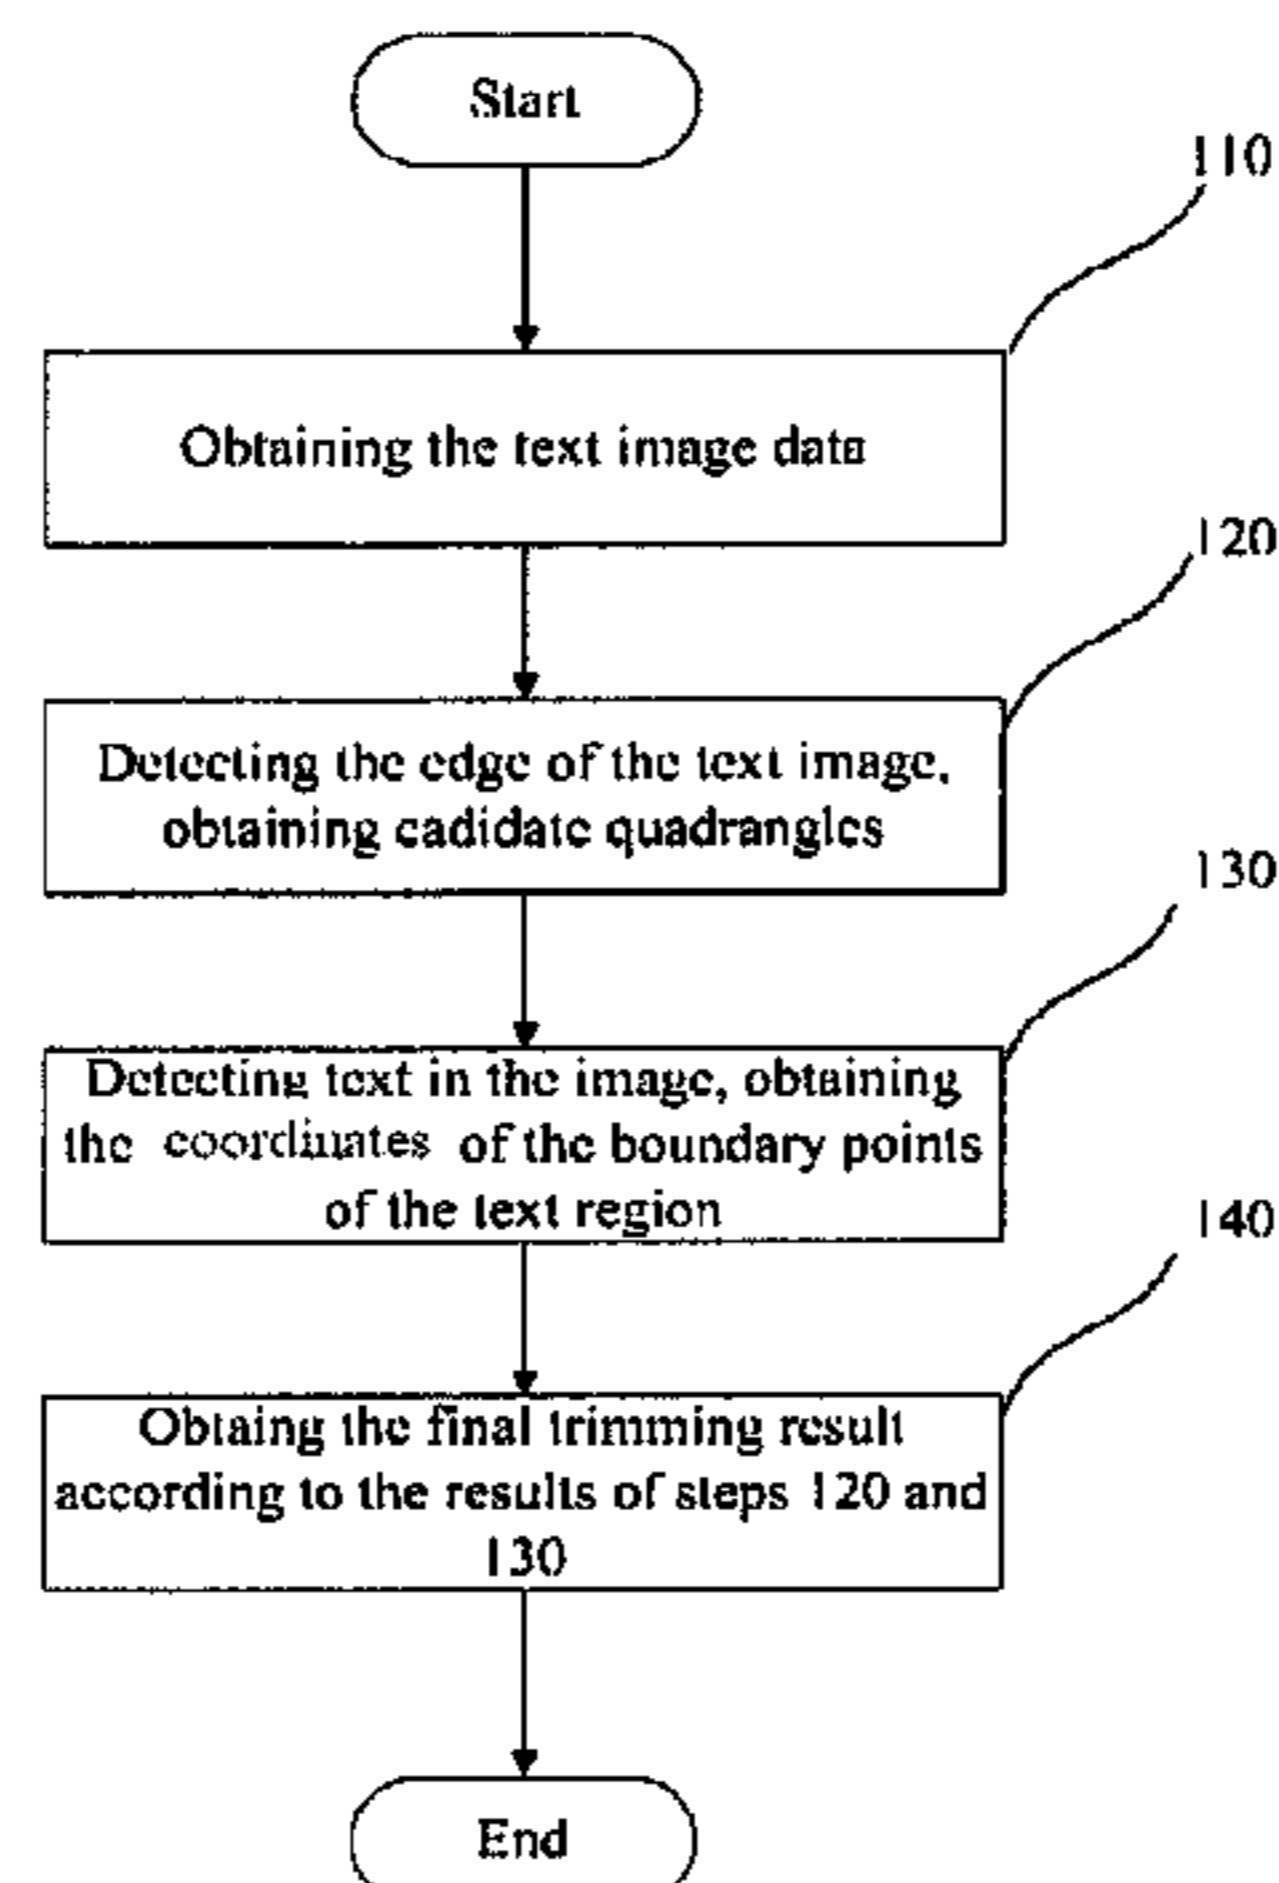 Start
110
Obtaining the text image data
120
Detecting the edge of the text image,
obtaining cadidate quadrangles
130
Detecting text in the image, obtaining
the coordinates of the boundary points
of the text region
140
Obtaing the final trimming result
according to the results of steps 120 and
130
End